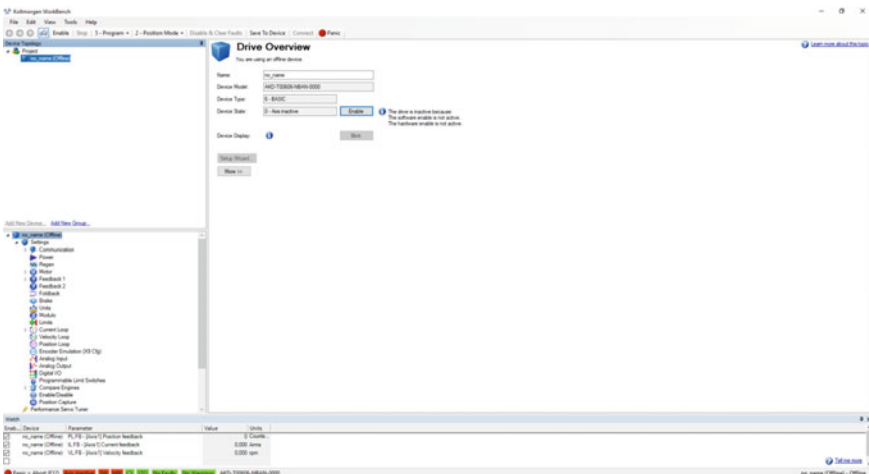 Kollmorgen WorkBench
File Edit View Tools Help
Enable Stop 5 - Program 2 - Position Mode Disable & Clear Faults Save To Device Connect Panic
Device Topology
Project
no_name (Offline)
Add New Device... Add New Group...
Drive Overview
Learn more about this topic
You are using an offline device.
Name: no_name
Device Model: AKD-T00606-NBAN-0000
Device Type: 6 - BASIC
Device State: 0 - Axis inactive Enable
The drive is inactive because:
The software enable is not active.
The hardware enable is not active.
Device Display:
Setup Wizard...
More >>
no_name (Offline)
Settings
Communication
Power
Regen
Motor
Feedback 1
Feedback 2
Foldback
Brake
Units
Modulo
Limits
Current Loop
Velocity Loop
Position Loop
Encoder Emulation (X9 Cfg)
Analog Input
Analog Output
Digital I/O
Programmable Limit Switches
Compare Engines
Enable/Disable
Position Capture
Performance Servo Tuner
Watch
Enab... Device Parameter Value Units
no_name (Offline) PL.FB - [Axis1] Position feedback 0 Counts...
no_name (Offline) IL.FB - [Axis1] Current feedback 0.000 Arms
no_name (Offline) VL.FB - [Axis1] Velocity feedback 0.000 rpm
Tell me more
Axis Inactive No Faults No Warnings AKD-T00606-NBAN-0000 no_name (Offline) - Offline